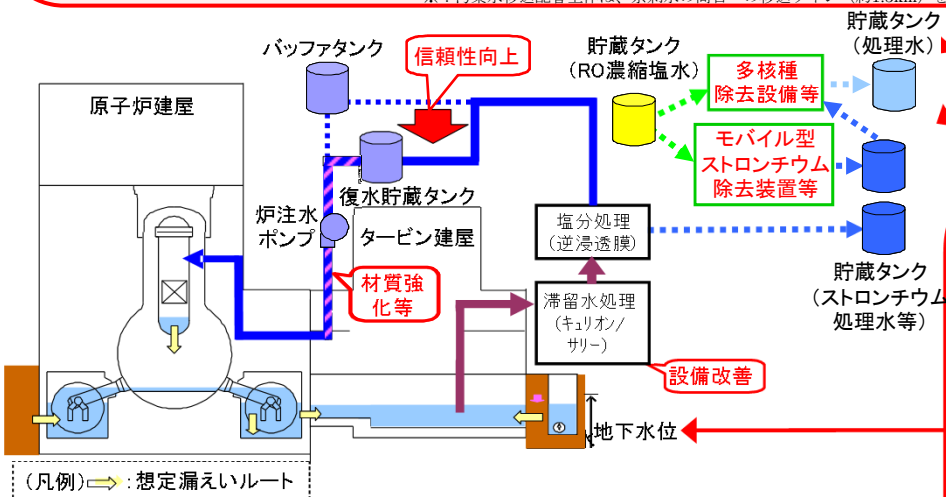 バッファタンク
信頼性向上
貯蔵タンク
(RO濃縮塩水)
貯蔵タンク
(処理水)
多核種
除去設備等
原子炉建屋
モバイル型
ストロンチウム
除去装置等
復水貯蔵タンク
炉注水
ポンプ
タービン建屋
塩分処理
(逆浸透膜)
材質強
化等
滞留水処理
(キュリオン/
サリー)
貯蔵タンク
(ストロンチウム
処理水等)
設備改善
地下水位
(凡例) :想定漏えいルート